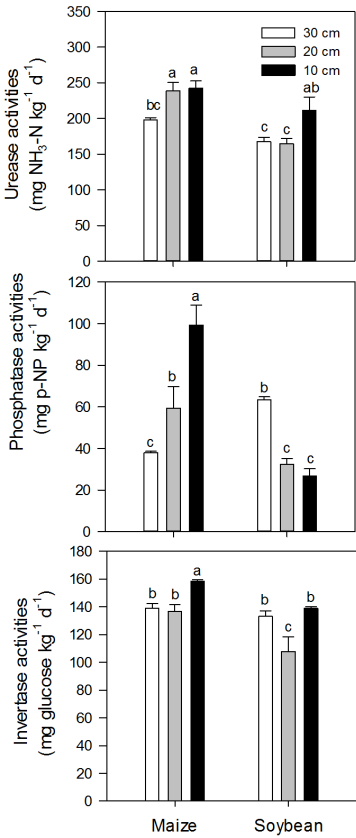 Urease activities
(mg NH₃-N kg⁻¹ d⁻¹)
350
300
250
200
150
100
50
0
30 cm
20 cm
10 cm
bc
a
a
c
c
ab
Phosphatase activities
(mg p-NP kg⁻¹ d⁻¹)
120
100
80
60
40
20
0
c
b
a
b
c
c
Invertase activities
(mg glucose kg⁻¹ d⁻¹)
180
160
140
120
100
80
60
40
20
0
b
b
a
b
c
b
Maize
Soybean